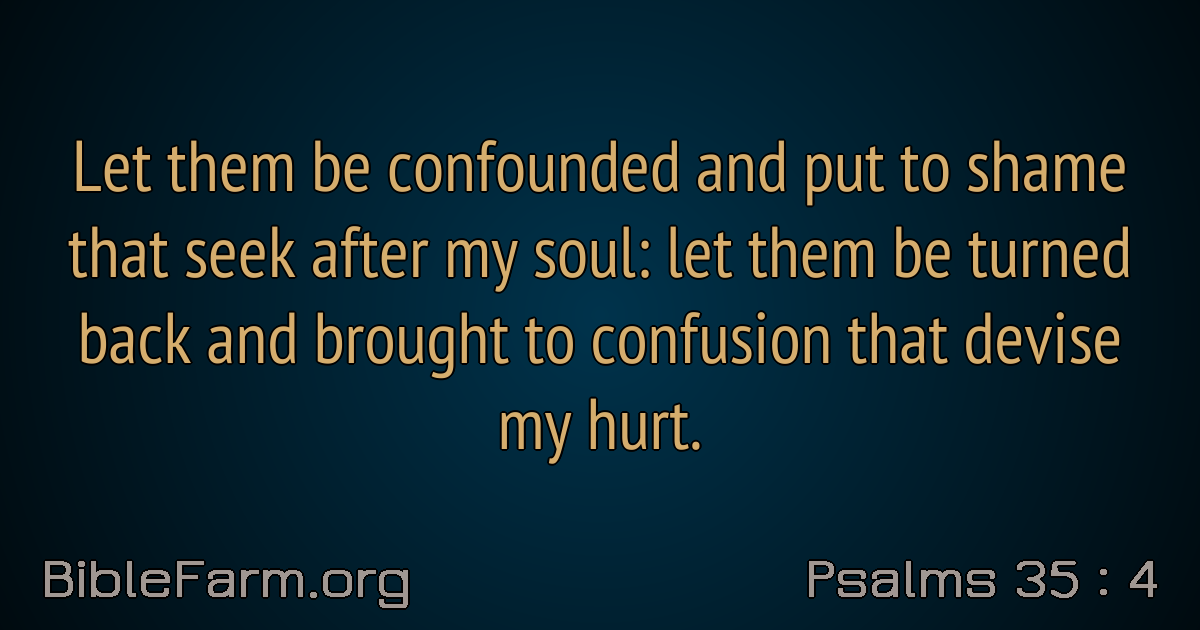 Let them be confounded and put to shame
that seek after my soul: let them be turned
back and brought to confusion that devise
my hurt.
BibleFarm.org
Psalms 35 : 4